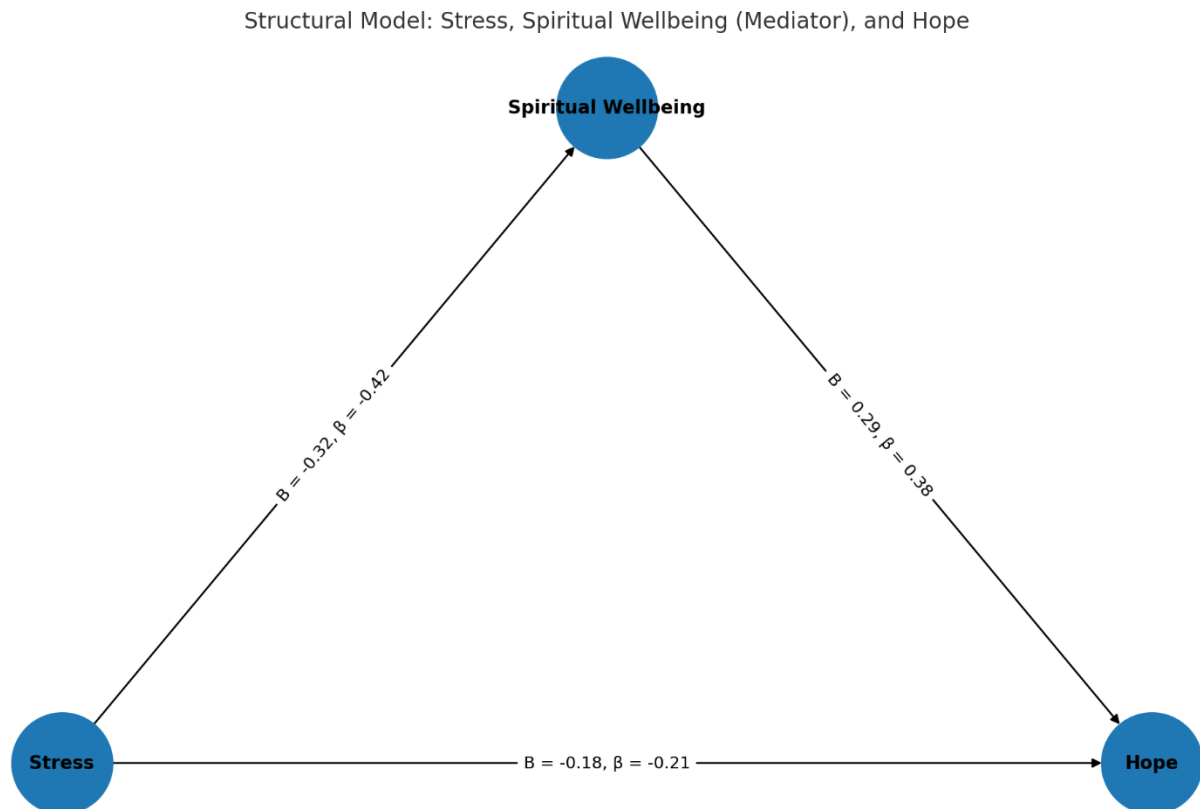 Structural Model: Stress, Spiritual Wellbeing (Mediator), and Hope
Spiritual Wellbeing
B = -0.32, β = -0.42
B = 0.29, β = 0.38
Stress
B = -0.18, β = -0.21
Hope